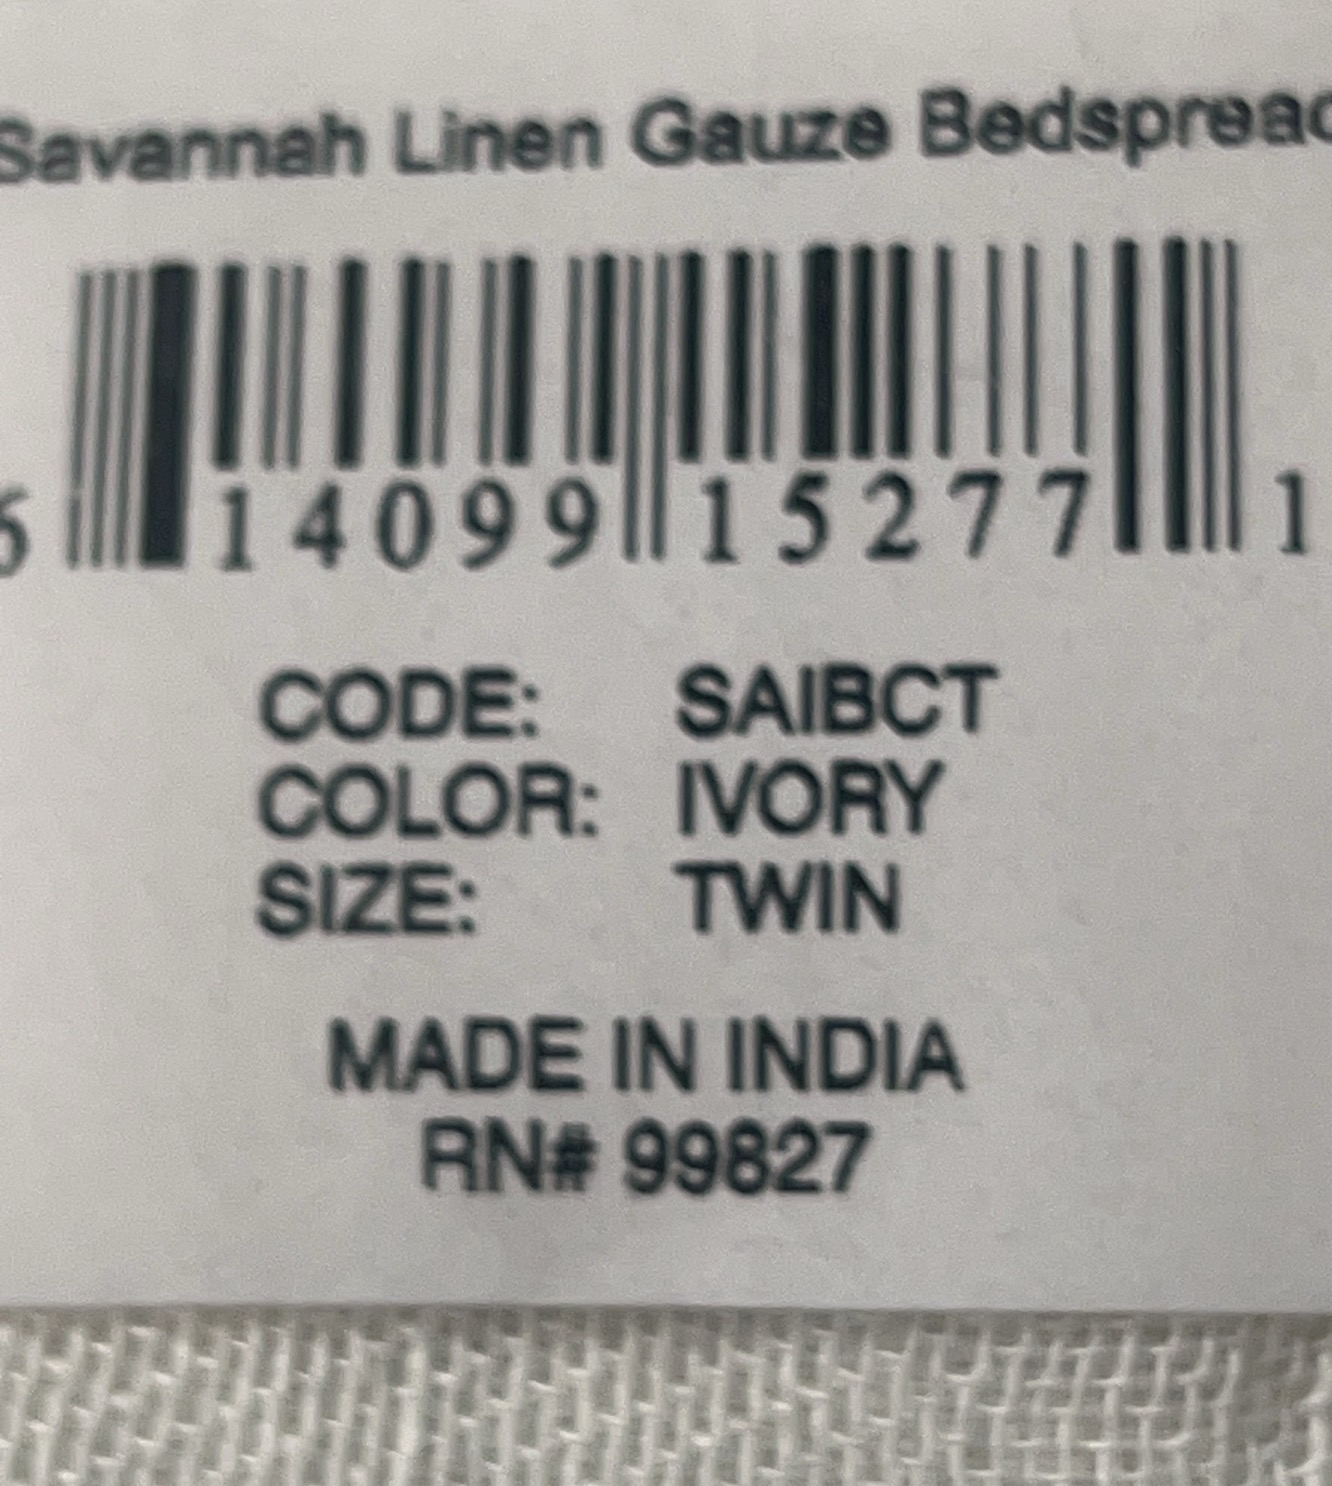 Savannah Linen Gauze Bedspread
6 14099 15277 1
CODE: SAIBCT
COLOR: IVORY
SIZE: TWIN
MADE IN INDIA
RN# 99827